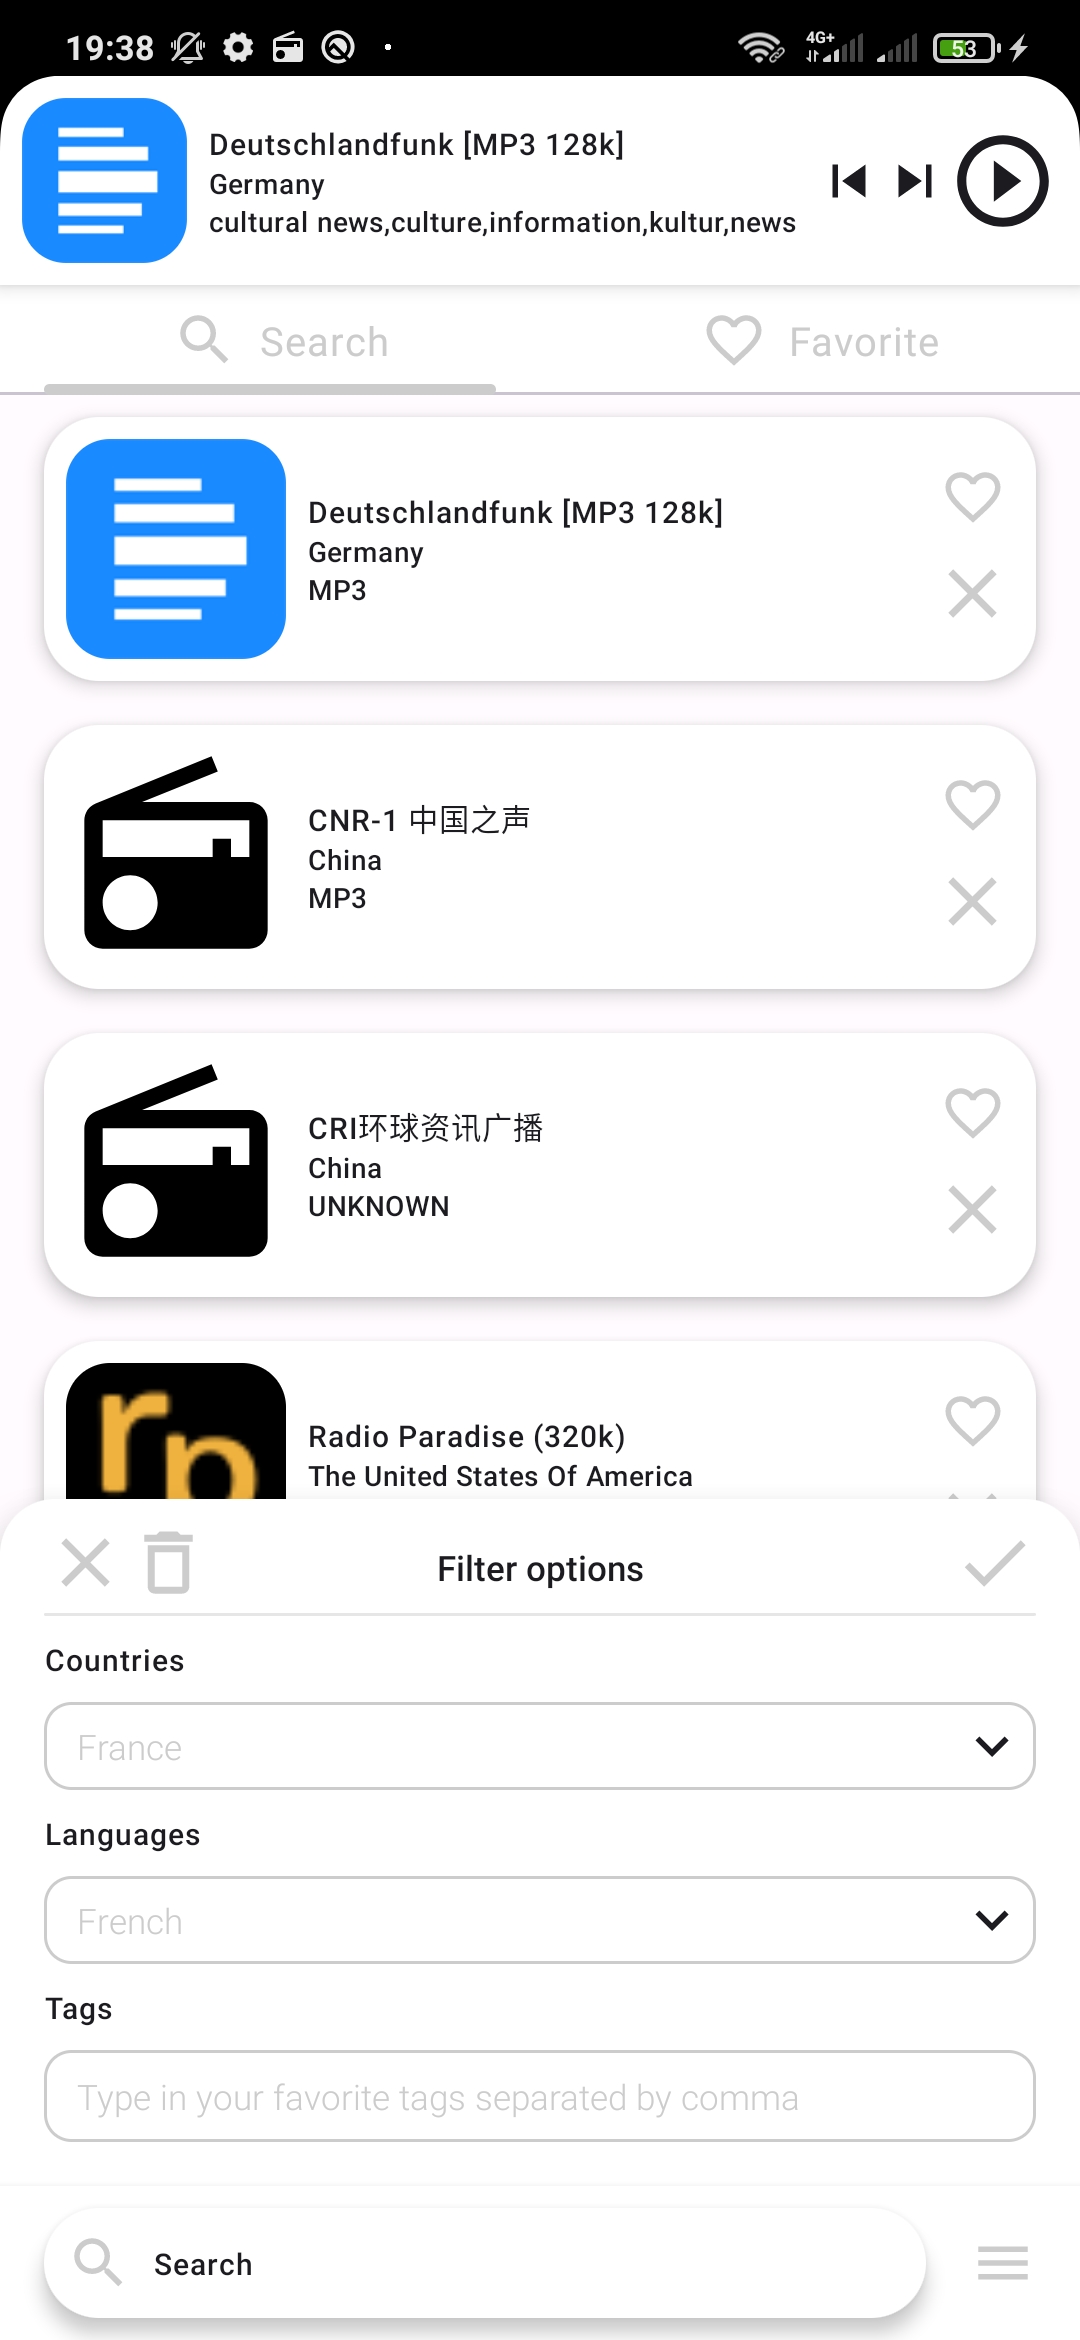 19:38
4G+
53
Deutschlandfunk [MP3 128k]
Germany
cultural news,culture,information,kultur,news
Search
Favorite
Deutschlandfunk [MP3 128k]
Germany
MP3
CNR-1 中国之声
China
MP3
CRI环球资讯广播
China
UNKNOWN
rp
Radio Paradise (320k)
The United States Of America
Filter options
Countries
France
Languages
French
Tags
Type in your favorite tags separated by comma
Search